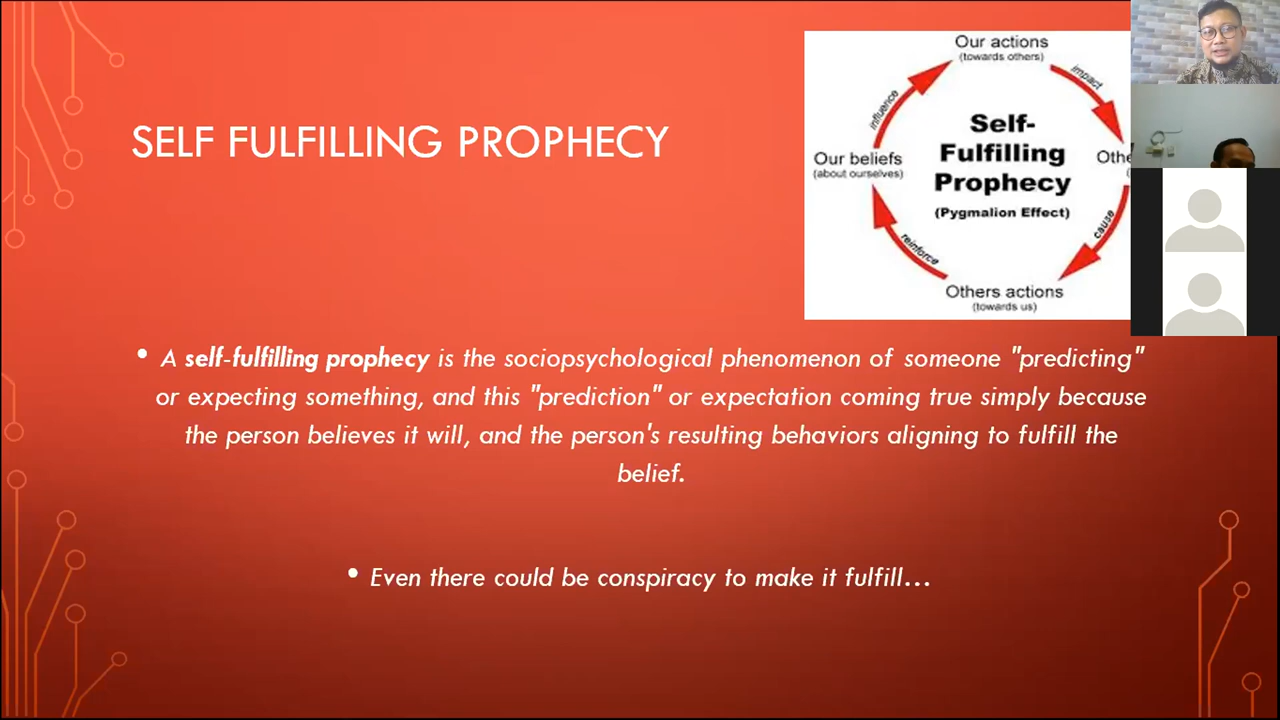 SELF FULFILLING PROPHECY
Our actions
(towards others)
influence
impact
Our beliefs
(about ourselves)
Self-
Fulfilling
Prophecy
(Pygmalion Effect)
reinforce
cause
Others actions
(towards us)
• A self-fulfilling prophecy is the sociopsychological phenomenon of someone "predicting"
or expecting something, and this "prediction" or expectation coming true simply because
the person believes it will, and the person's resulting behaviors aligning to fulfill the
belief.
• Even there could be conspiracy to make it fulfill...